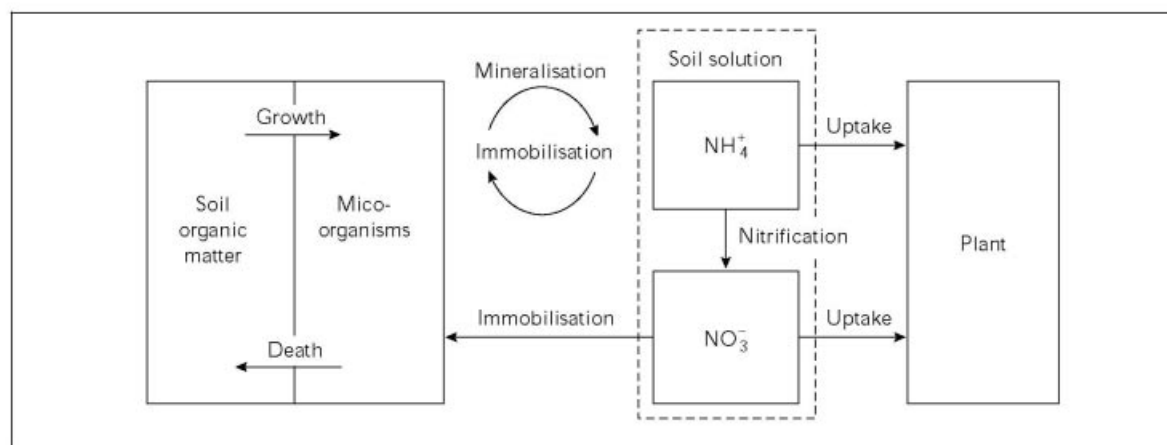 Mineralisation
Immobilisation
Growth
Soil
organic
matter
Mico-
organisms
Death
Immobilisation
Soil solution
NH₄⁺
Nitrification
NO₃⁻
Uptake
Uptake
Plant